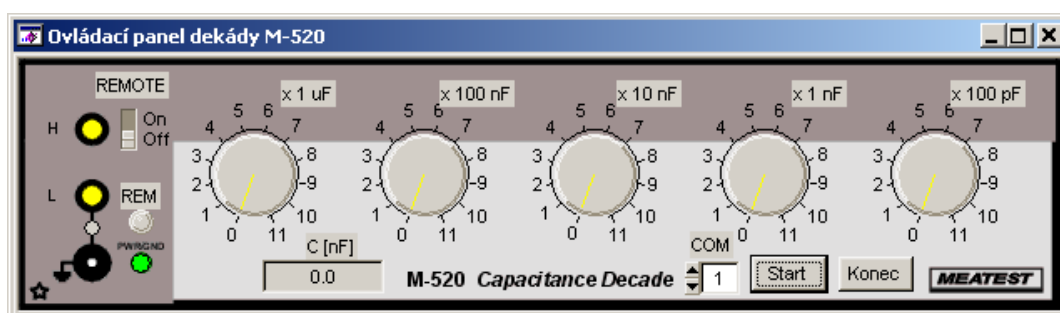 Ovládací panel dekády M-520
REMOTE
On
Off
H
L
REM
PWR/GND
x 1 uF
0 1 2 3 4 5 6 7 8 9 10 11
x 100 nF
0 1 2 3 4 5 6 7 8 9 10 11
x 10 nF
0 1 2 3 4 5 6 7 8 9 10 11
x 1 nF
0 1 2 3 4 5 6 7 8 9 10 11
x 100 pF
0 1 2 3 4 5 6 7 8 9 10 11
C [nF]
0.0
M-520 Capacitance Decade
COM
1
Start
Konec
MEATEST